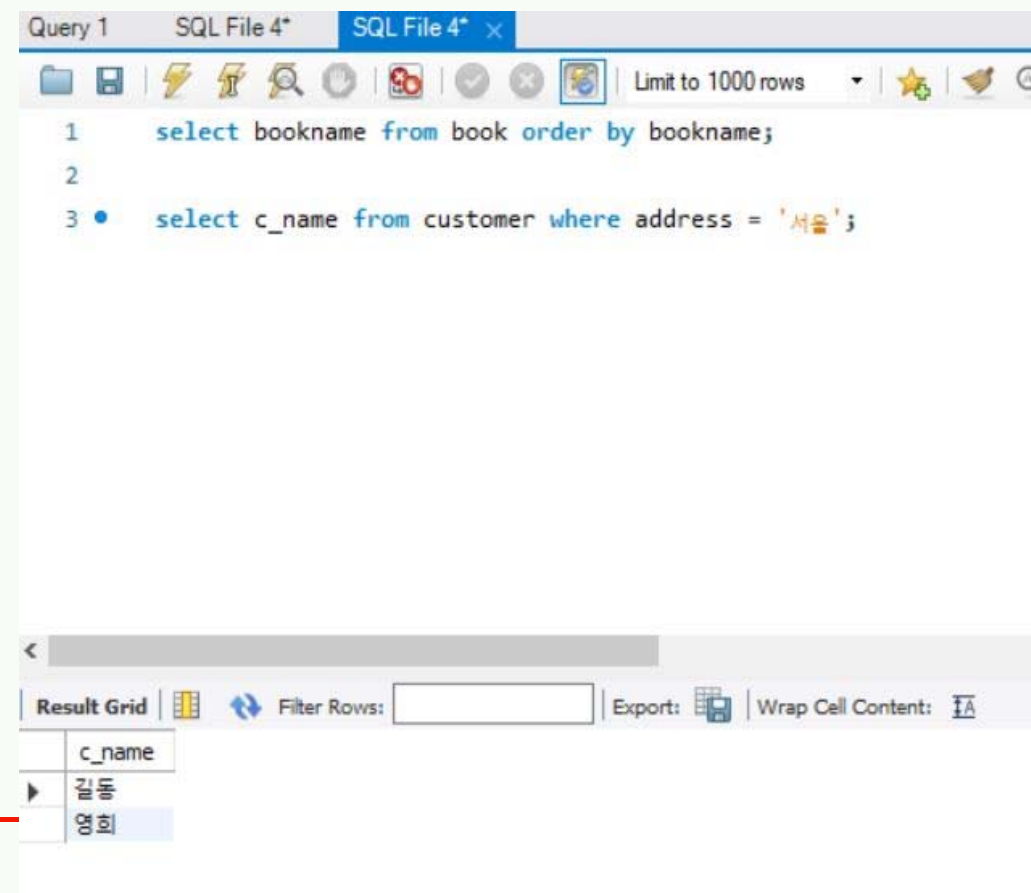 Query 1 SQL File 4* SQL File 4*
Limit to 1000 rows
1 select bookname from book order by bookname;
2
3 select c_name from customer where address = '서울';
Result Grid Filter Rows: Export: Wrap Cell Content:
c_name
길동
영희